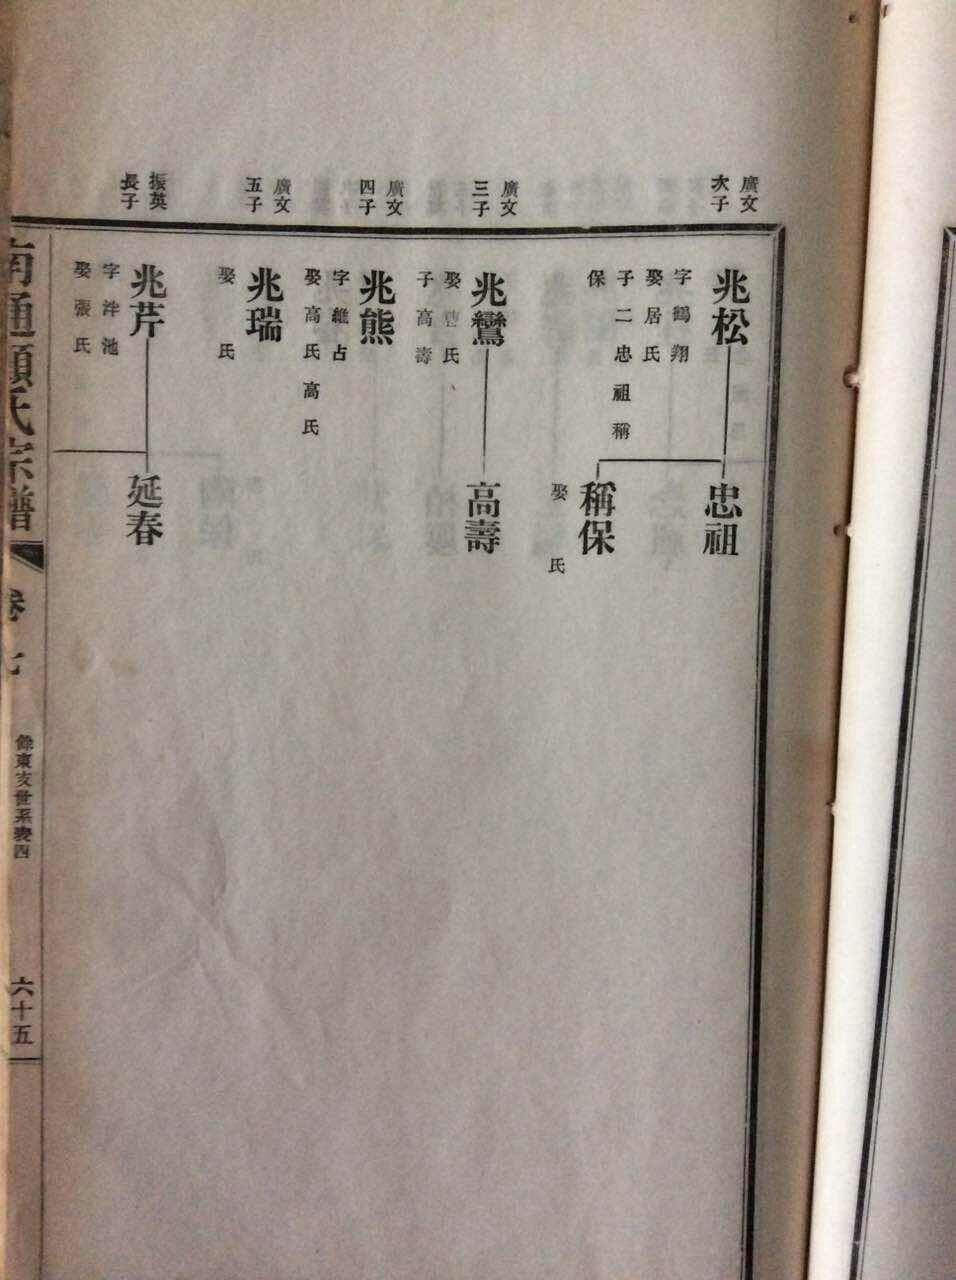 廣文
次子
兆松
字鶴翔
娶居氏
子二忠祖稱
保
忠祖
稱保
娶 氏
廣文
三子
兆鸞
娶曹氏
子高壽
高壽
廣文
四子
兆熊
字維占
娶高氏高氏
廣文
五子
兆瑞
娶 氏
振英
長子
兆芹
字泮池
娶張氏
延春
南通顧氏宗譜
卷七
餘東支世系表四
六十五